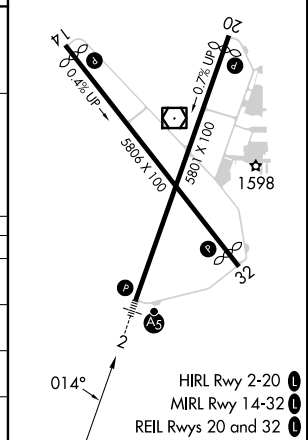 14
20
P
P
0.4% UP
0.7% UP
5806 X 100
5801 X 100
1598
P
32
P
A5
2
014°
HIRL Rwy 2-20 L
MIRL Rwy 14-32 L
REIL Rwys 20 and 32 L